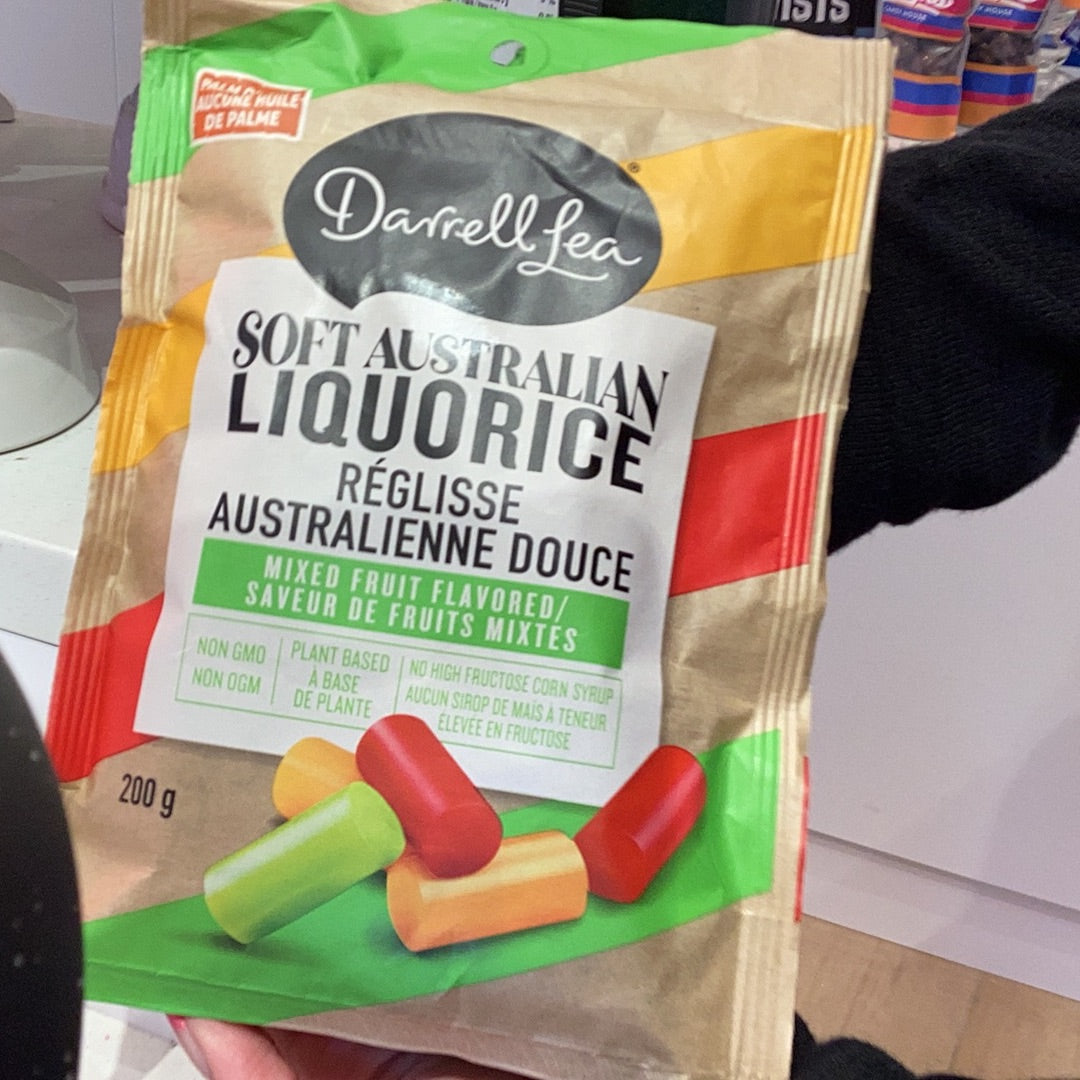 AUCUNE HUILE
DE PALME
Darrell Lea
®
SOFT AUSTRALIAN
LIQUORICE
RÉGLISSE
AUSTRALIENNE DOUCE
MIXED FRUIT FLAVORED/
SAVEUR DE FRUITS MIXTES
NON GMO
NON OGM
PLANT BASED
À BASE
DE PLANTE
NO HIGH FRUCTOSE CORN SYRUP
AUCUN SIROP DE MAÏS À TENEUR
ÉLEVÉE EN FRUCTOSE
200 g